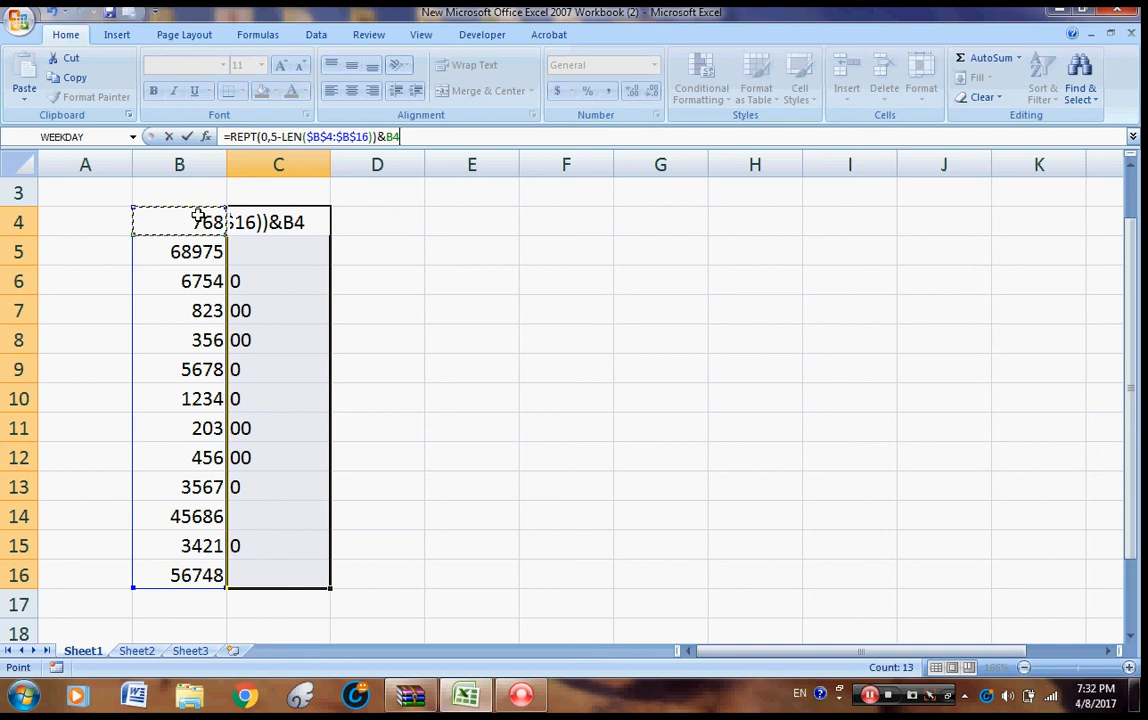 New Microsoft Office Excel 2007 Workbook (2) - Microsoft Excel
Home Insert Page Layout Formulas Data Review View Developer Acrobat
Paste Cut Copy Format Painter
11 A A B I U A
Wrap Text
Merge & Center
General
$ % ,
Conditional Formatting Format as Table Cell Styles
Insert Delete Format
Σ AutoSum Fill Clear
Sort & Filter Find & Select
Clipboard Font Alignment Number Styles Cells Editing
WEEKDAY fx =REPT(0,5-LEN($B$4:$B$16))&B4
A B C D E F G H I J K
3
4 768 $16))&B4
5 68975
6 6754 0
7 823 00
8 356 00
9 5678 0
10 1234 0
11 203 00
12 456 00
13 3567 0
14 45686
15 3421 0
16 56748
17
18
Sheet1 Sheet2 Sheet3
Point Count: 13 166%
EN 7:32 PM
4/8/2017